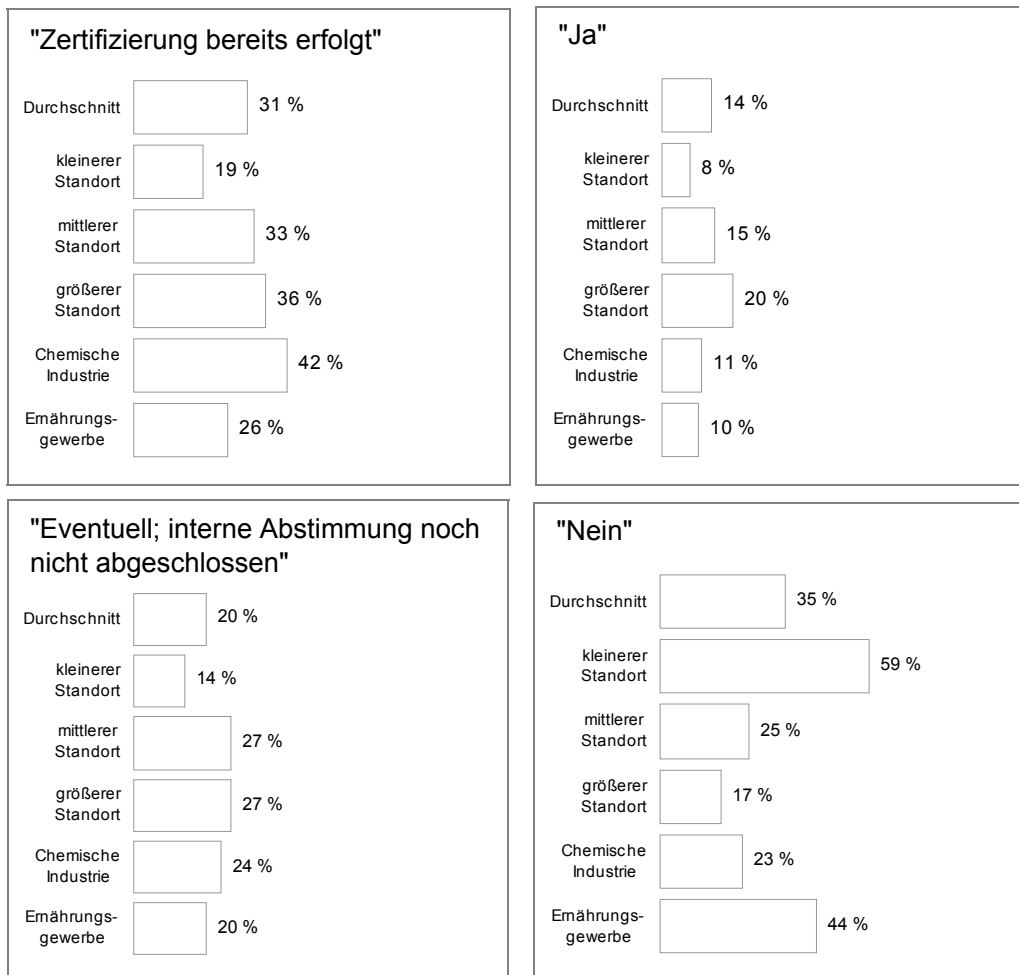 "Zertifizierung bereits erfolgt"
Durchschnitt 31 %
kleinerer
Standort 19 %
mittlerer
Standort 33 %
größerer
Standort 36 %
Chemische
Industrie 42 %
Ernährungs-
gewerbe 26 %
"Ja"
Durchschnitt 14 %
kleinerer
Standort 8 %
mittlerer
Standort 15 %
größerer
Standort 20 %
Chemische
Industrie 11 %
Ernährungs-
gewerbe 10 %
"Eventuell; interne Abstimmung noch
nicht abgeschlossen"
Durchschnitt 20 %
kleinerer
Standort 14 %
mittlerer
Standort 27 %
größerer
Standort 27 %
Chemische
Industrie 24 %
Ernährungs-
gewerbe 20 %
"Nein"
Durchschnitt 35 %
kleinerer
Standort 59 %
mittlerer
Standort 25 %
größerer
Standort 17 %
Chemische
Industrie 23 %
Ernährungs-
gewerbe 44 %